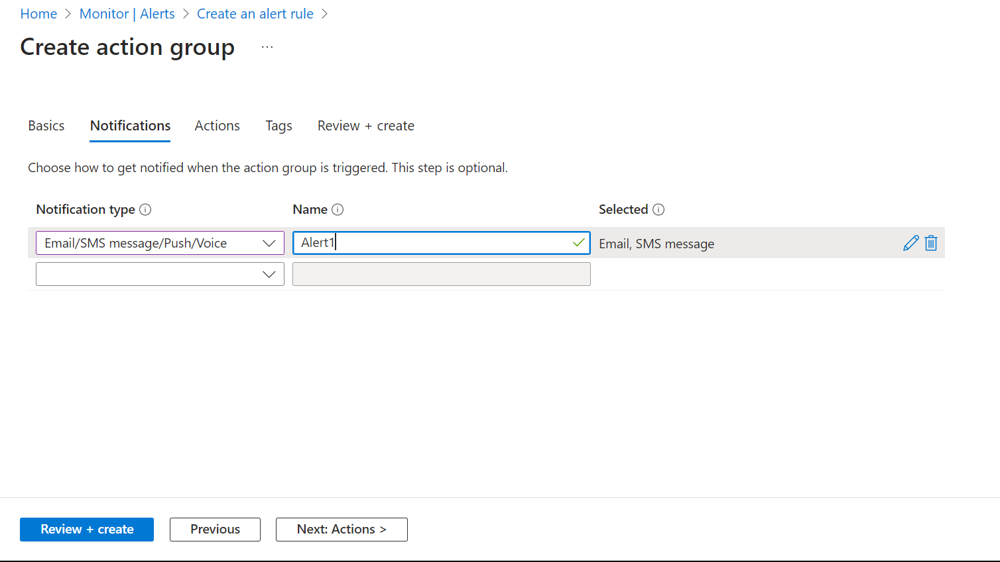 Home > Monitor | Alerts > Create an alert rule >
Create action group ...
Basics Notifications Actions Tags Review + create
Choose how to get notified when the action group is triggered. This step is optional.
Notification type Name Selected
Email/SMS message/Push/Voice Alert1 Email, SMS message
Review + create Previous Next: Actions >